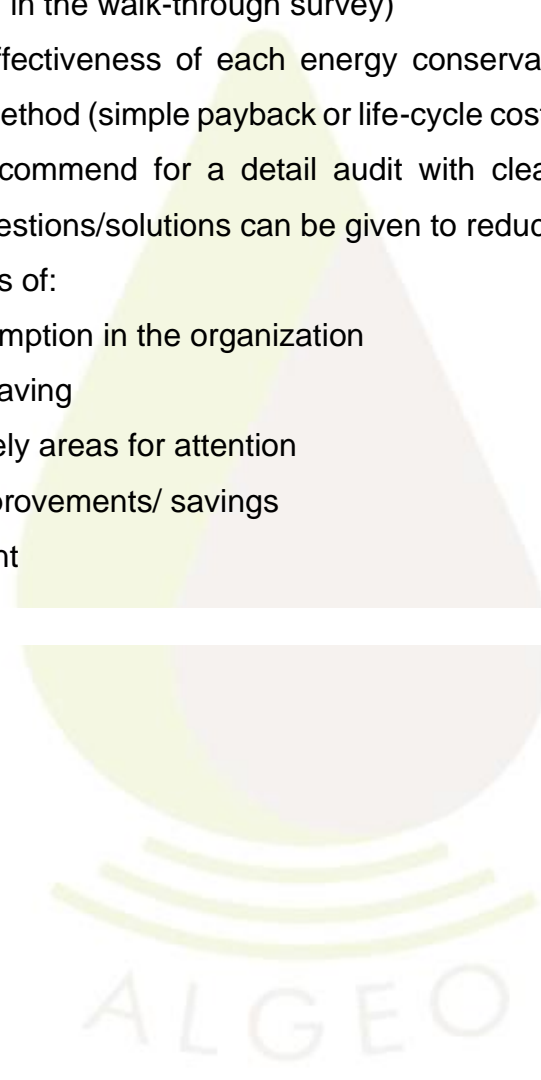 in the walk-through survey)
ffectiveness of each energy conserva
ethod (simple payback or life-cycle cost
commend for a detail audit with clea
estions/solutions can be given to reduc
s of:
mption in the organization
aving
ely areas for attention
provements/ savings
nt
ALGEO